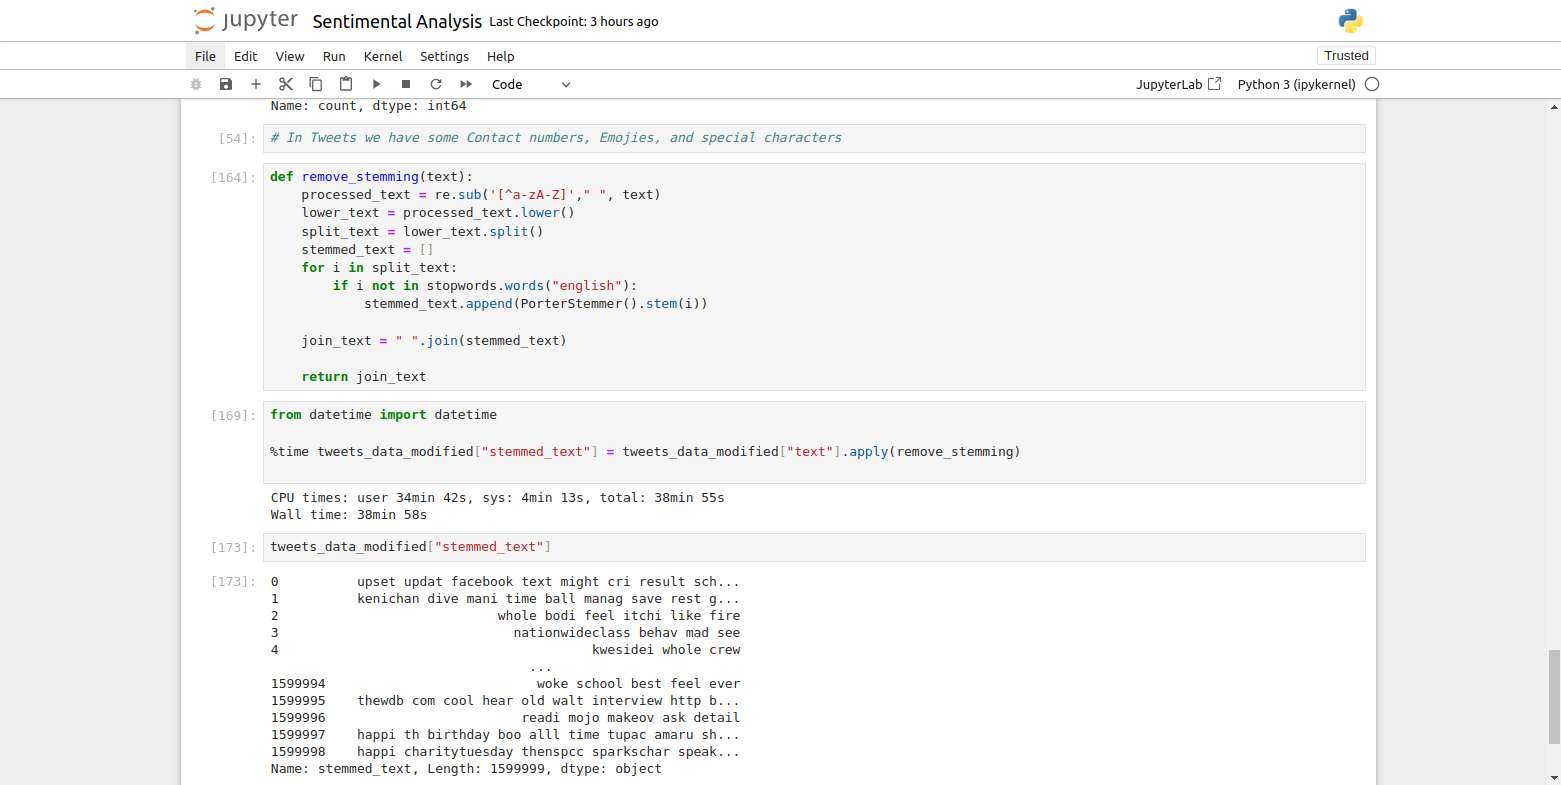 jupyter Sentimental Analysis Last Checkpoint: 3 hours ago
File Edit View Run Kernel Settings Help Trusted
Code JupyterLab Python 3 (ipykernel)
Name: count, dtype: int64
[54]: # In Tweets we have some Contact numbers, Emojies, and special characters
[164]: def remove_stemming(text):
    processed_text = re.sub('[^a-zA-Z]'," ", text)
    lower_text = processed_text.lower()
    split_text = lower_text.split()
    stemmed_text = []
    for i in split_text:
        if i not in stopwords.words("english"):
            stemmed_text.append(PorterStemmer().stem(i))
    join_text = " ".join(stemmed_text)
    return join_text
[169]: from datetime import datetime
%time tweets_data_modified["stemmed_text"] = tweets_data_modified["text"].apply(remove_stemming)
CPU times: user 34min 42s, sys: 4min 13s, total: 38min 55s
Wall time: 38min 58s
[173]: tweets_data_modified["stemmed_text"]
[173]: 0 upset updat facebook text might cri result sch...
1 kenichan dive mani time ball manag save rest g...
2 whole bodi feel itchi like fire
3 nationwideclass behav mad see
4 kwesidei whole crew
...
1599994 woke school best feel ever
1599995 thewdb com cool hear old walt interview http b...
1599996 readi mojo makeov ask detail
1599997 happi th birthday boo alll time tupac amaru sh...
1599998 happi charitytuesday thenspcc sparkschar speak...
Name: stemmed_text, Length: 1599999, dtype: object